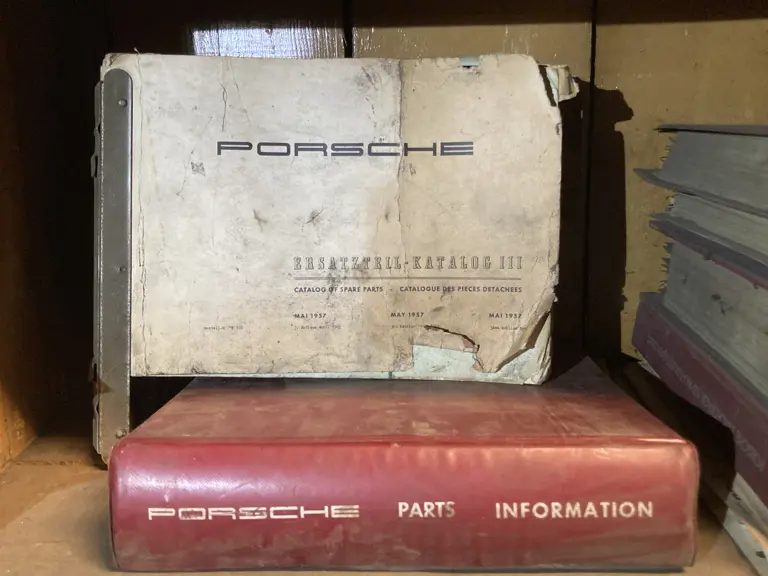 PORSCHE
ERSATZTEIL-KATALOG III
CATALOG OF SPARE PARTS - CATALOGUE DES PIECES DETACHEES
MAI 1957 MAY 1957 MAI 1957
PORSCHE PARTS INFORMATION